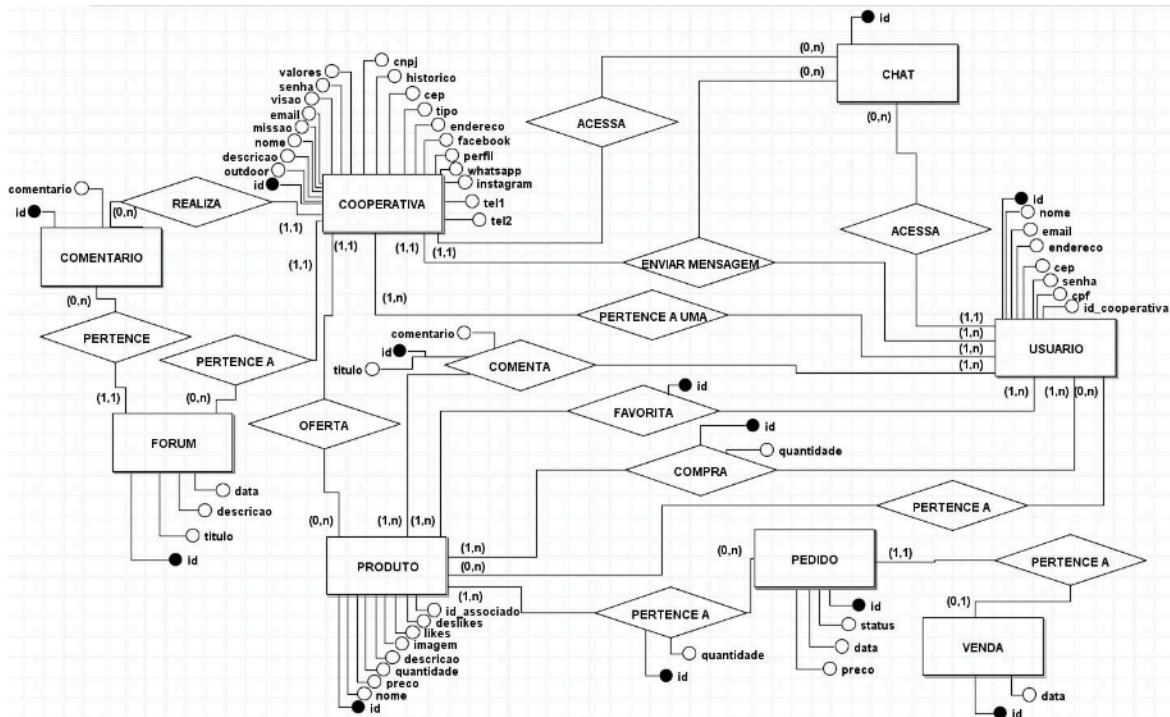 id
(0,n)
CHAT
(0,n)
(0,n)
cnpj
valores
historico
senha
cep
visao
tipo
email
endereco
missao
facebook
nome
perfil
descricao
whatsapp
outdoor
instagram
id
COOPERATIVA
tel1
tel2
ACESSA
comentario
id
(0,n)
REALIZA
(1,1)
COMENTARIO
(1,1)
(1,1)
(1,1)
(1,1)
ENVIAR MENSAGEM
ACESSA
id
nome
email
endereco
cep
senha
cpf
id_cooperativa
(0,n)
PERTENCE
PERTENCE A
(1,n)
PERTENCE A UMA
(1,1)
(1,n)
(1,n)
(1,n)
USUARIO
comentario
id
titulo
COMENTA
(1,1)
(0,n)
FORUM
OFERTA
id
FAVORITA
(1,n)
(1,n)
(0,n)
data
descricao
titulo
id
id
quantidade
COMPRA
PERTENCE A
(0,n)
(1,n)
(1,n)
PRODUTO
(1,n)
(0,n)
(1,n)
(0,n)
PEDIDO
(1,1)
PERTENCE A
id_associado
deslikes
likes
imagem
descricao
quantidade
preco
nome
id
PERTENCE A
quantidade
id
id
status
data
preco
(0,1)
VENDA
data
id